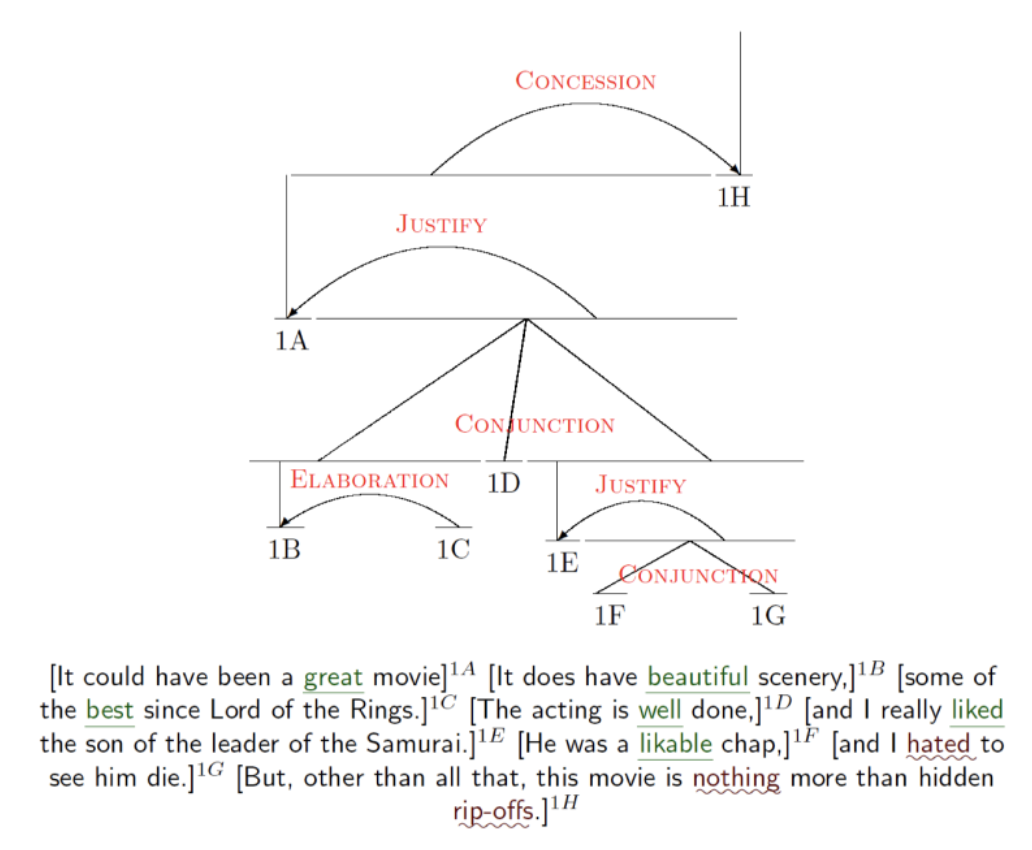 CONCESSION
1H
JUSTIFY
1A
CONJUNCTION
ELABORATION
1D
JUSTIFY
1B
1C
1E
CONJUNCTION
1F
1G
[It could have been a great movie]1A [It does have beautiful scenery,]1B [some of
the best since Lord of the Rings.]1C [The acting is well done,]1D [and I really liked
the son of the leader of the Samurai.]1E [He was a likable chap,]1F [and I hated to
see him die.]1G [But, other than all that, this movie is nothing more than hidden
rip-offs.]1H